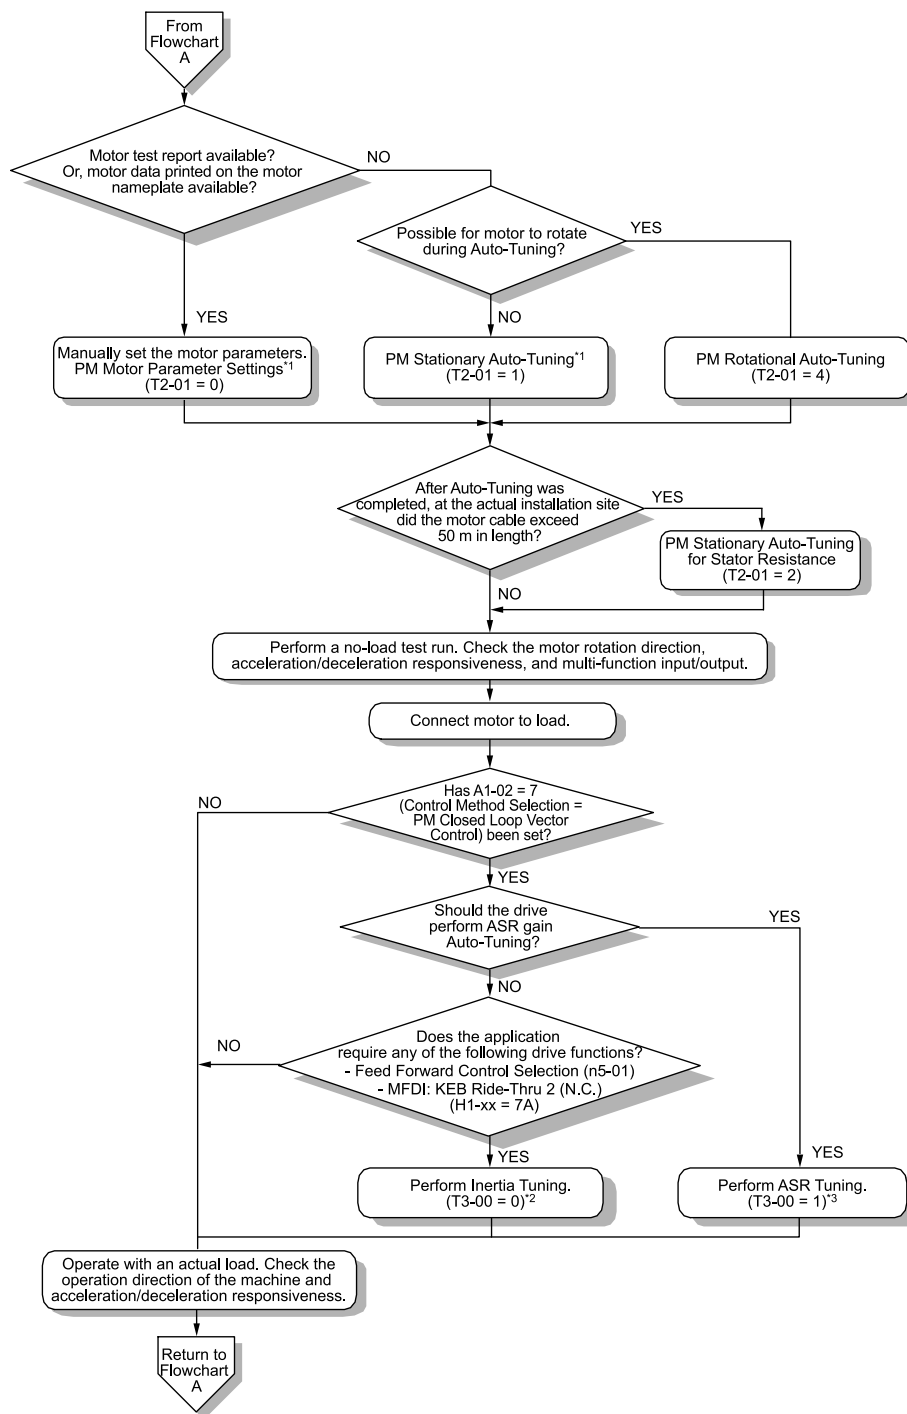 From
Flowchart
A
Motor test report available?
Or, motor data printed on the motor
nameplate available?
NO
Possible for motor to rotate
during Auto-Tuning?
YES
YES
NO
Manually set the motor parameters.
PM Motor Parameter Settings*1
(T2-01 = 0)
PM Stationary Auto-Tuning*1
(T2-01 = 1)
PM Rotational Auto-Tuning
(T2-01 = 4)
After Auto-Tuning was
completed, at the actual installation site
did the motor cable exceed
50 m in length?
YES
PM Stationary Auto-Tuning
for Stator Resistance
(T2-01 = 2)
NO
Perform a no-load test run. Check the motor rotation direction,
acceleration/deceleration responsiveness, and multi-function input/output.
Connect motor to load.
Has A1-02 = 7
(Control Method Selection =
PM Closed Loop Vector
Control) been set?
NO
YES
Should the drive
perform ASR gain
Auto-Tuning?
YES
NO
Does the application
require any of the following drive functions?
- Feed Forward Control Selection (n5-01)
- MFDI: KEB Ride-Thru 2 (N.C.)
(H1-xx = 7A)
NO
YES
YES
Perform Inertia Tuning.
(T3-00 = 0)*2
Perform ASR Tuning.
(T3-00 = 1)*3
Operate with an actual load. Check the
operation direction of the machine and
acceleration/deceleration responsiveness.
Return to
Flowchart
A